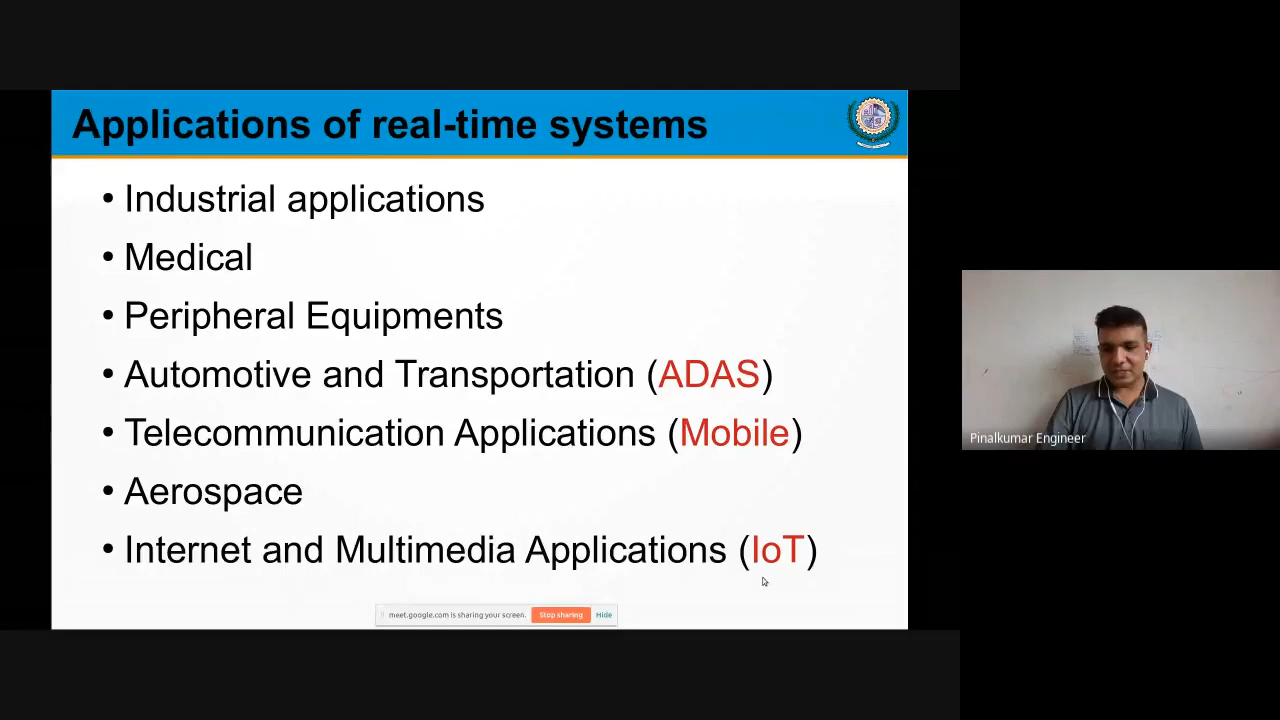 Applications of real-time systems
• Industrial applications
• Medical
• Peripheral Equipments
• Automotive and Transportation (ADAS)
• Telecommunication Applications (Mobile)
• Aerospace
• Internet and Multimedia Applications (IoT)
meet.google.com is sharing your screen. Stop sharing Hide
Pinalkumar Engineer